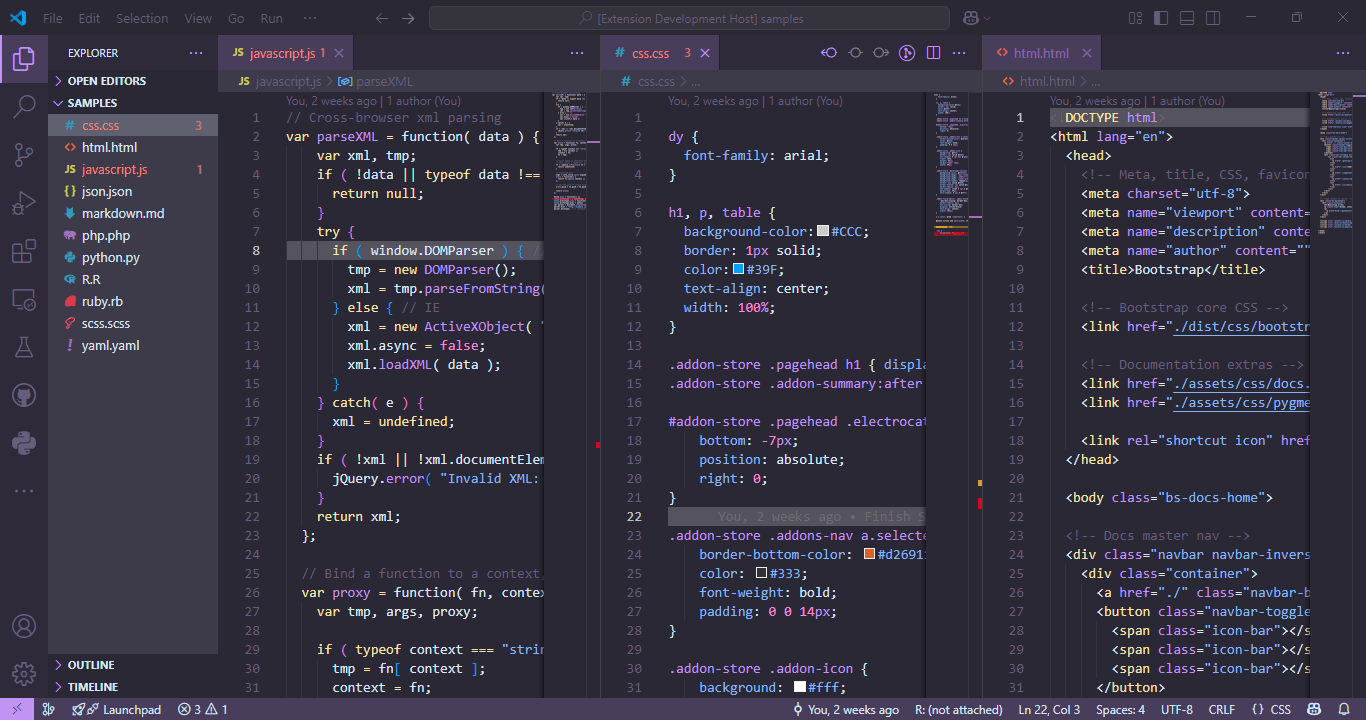 File Edit Selection View Go Run ··· [Extension Development Host] samples
EXPLORER ···
OPEN EDITORS
SAMPLES
# css.css 3
html.html
JS javascript.js 1
{} json.json
markdown.md
php.php
python.py
R.R
ruby.rb
scss.scss
! yaml.yaml
OUTLINE
TIMELINE
JS javascript.js 1 ···
JS javascript.js > parseXML
You, 2 weeks ago | 1 author (You)
1 // Cross-browser xml parsing
2 var parseXML = function( data ) {
3 var xml, tmp;
4 if ( !data || typeof data !==
5 return null;
6 }
7 try {
8 if ( window.DOMParser ) { /
9 tmp = new DOMParser();
10 xml = tmp.parseFromString(
11 } else { // IE
12 xml = new ActiveXObject( "
13 xml.async = false;
14 xml.loadXML( data );
15 }
16 } catch( e ) {
17 xml = undefined;
18 }
19 if ( !xml || !xml.documentElem
20 jQuery.error( "Invalid XML:
21 }
22 return xml;
23 };
24
25 // Bind a function to a context,
26 var proxy = function( fn, contex
27 var tmp, args, proxy;
28
29 if ( typeof context === "strin
30 tmp = fn[ context ];
31 context = fn;
# css.css 3 ···
# css.css > ...
You, 2 weeks ago | 1 author (You)
1
2 dy {
3 font-family: arial;
4 }
5
6 h1, p, table {
7 background-color: #CCC;
8 border: 1px solid;
9 color: #39F;
10 text-align: center;
11 width: 100%;
12 }
13
14 .addon-store .pagehead h1 { displa
15 .addon-store .addon-summary:after
16
17 #addon-store .pagehead .electrocat
18 bottom: -7px;
19 position: absolute;
20 right: 0;
21 }
22 You, 2 weeks ago • Finish S
23 .addon-store .addons-nav a.selecte
24 border-bottom-color: #d26911
25 color: #333;
26 font-weight: bold;
27 padding: 0 0 14px;
28 }
29
30 .addon-store .addon-icon {
31 background: #fff;
html.html ···
html.html > ...
You, 2 weeks ago | 1 author (You)
1 DOCTYPE html
2 <html lang="en">
3 <head>
4 <!-- Meta, title, CSS, favicon
5 <meta charset="utf-8">
6 <meta name="viewport" content=
7 <meta name="description" conte
8 <meta name="author" content=""
9 <title>Bootstrap</title>
10
11 <!-- Bootstrap core CSS -->
12 <link href="./dist/css/bootstr
13
14 <!-- Documentation extras -->
15 <link href="./assets/css/docs.
16 <link href="./assets/css/pygme
17
18 <link rel="shortcut icon" href
19 </head>
20
21 <body class="bs-docs-home">
22
23 <!-- Docs master nav -->
24 <div class="navbar navbar-invers
25 <div class="container">
26 <a href="./" class="navbar-b
27 <button class="navbar-toggle
28 <span class="icon-bar"></s
29 <span class="icon-bar"></s
30 <span class="icon-bar"></s
31 </button>
Launchpad 3 1 You, 2 weeks ago R: (not attached) Ln 22, Col 3 Spaces: 4 UTF-8 CRLF {} CSS